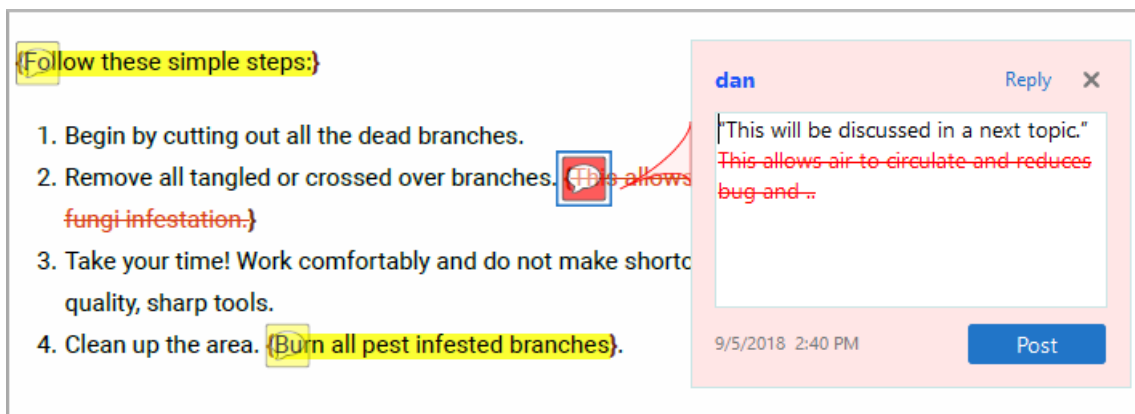 {Follow these simple steps:}
1. Begin by cutting out all the dead branches.
2. Remove all tangled or crossed over branches. {This allows
fungi infestation.}
3. Take your time! Work comfortably and do not make shortc
quality, sharp tools.
4. Clean up the area. {Burn all pest infested branches}.
dan
Reply
"This will be discussed in a next topic."
This allows air to circulate and reduces
bug and ..
9/5/2018 2:40 PM
Post